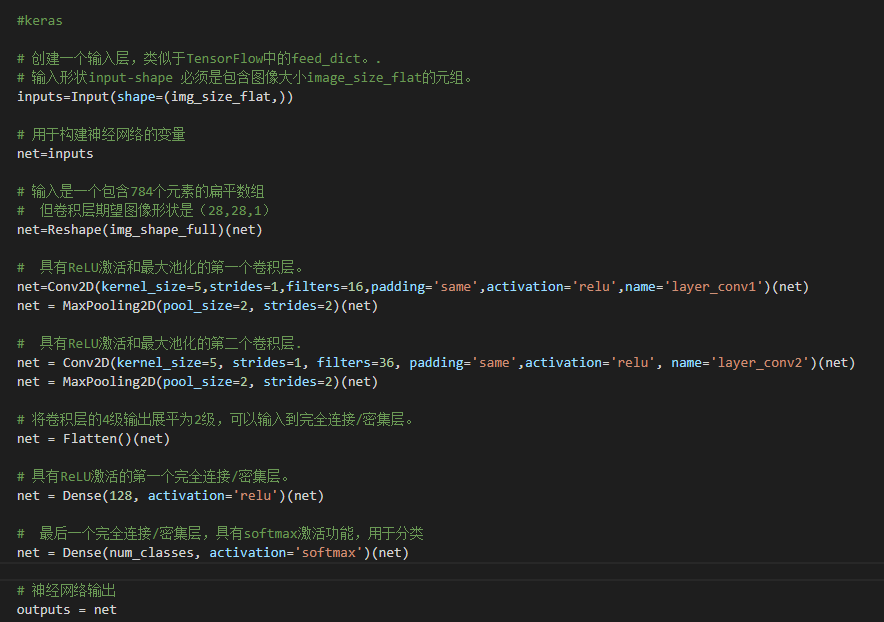 #keras
# 创建一个输入层，类似于TensorFlow中的feed_dict。.
# 输入形状input-shape 必须是包含图像大小image_size_flat的元组。
inputs=Input(shape=(img_size_flat,))
# 用于构建神经网络的变量
net=inputs
# 输入是一个包含784个元素的扁平数组
#  但卷积层期望图像形状是（28,28,1）
net=Reshape(img_shape_full)(net)
#  具有ReLU激活和最大池化的第一个卷积层。
net=Conv2D(kernel_size=5,strides=1,filters=16,padding='same',activation='relu',name='layer_conv1')(net)
net = MaxPooling2D(pool_size=2, strides=2)(net)
#  具有ReLU激活和最大池化的第二个卷积层.
net = Conv2D(kernel_size=5, strides=1, filters=36, padding='same',activation='relu', name='layer_conv2')(net)
net = MaxPooling2D(pool_size=2, strides=2)(net)
# 将卷积层的4级输出展平为2级，可以输入到完全连接/密集层。
net = Flatten()(net)
# 具有ReLU激活的第一个完全连接/密集层。
net = Dense(128, activation='relu')(net)
#  最后一个完全连接/密集层，具有softmax激活功能，用于分类
net = Dense(num_classes, activation='softmax')(net)
# 神经网络输出
outputs = net